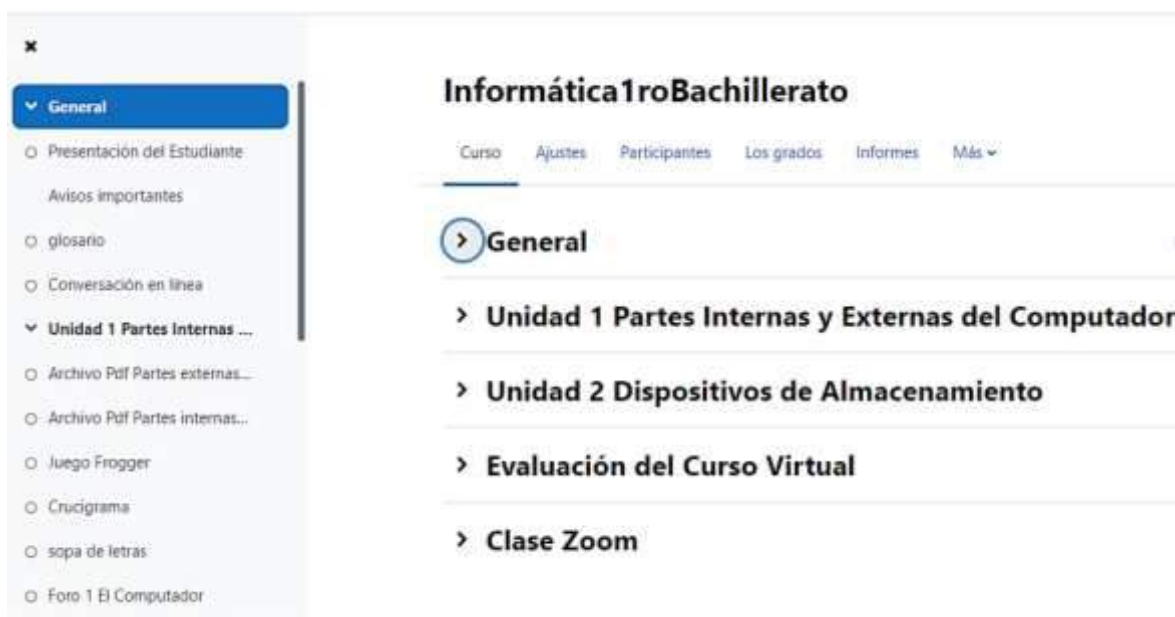 General
Presentación del Estudiante
Avisos importantes
glosario
Conversación en línea
Unidad 1 Partes Internas ...
Archivo Pdf Partes externas...
Archivo Pdf Partes internas...
Juego Frogger
Crucigrama
sopa de letras
Foro 1 El Computador
Informática1roBachillerato
Curso Ajustes Participantes Los grados Informes Más
General
Unidad 1 Partes Internas y Externas del Computador
Unidad 2 Dispositivos de Almacenamiento
Evaluación del Curso Virtual
Clase Zoom